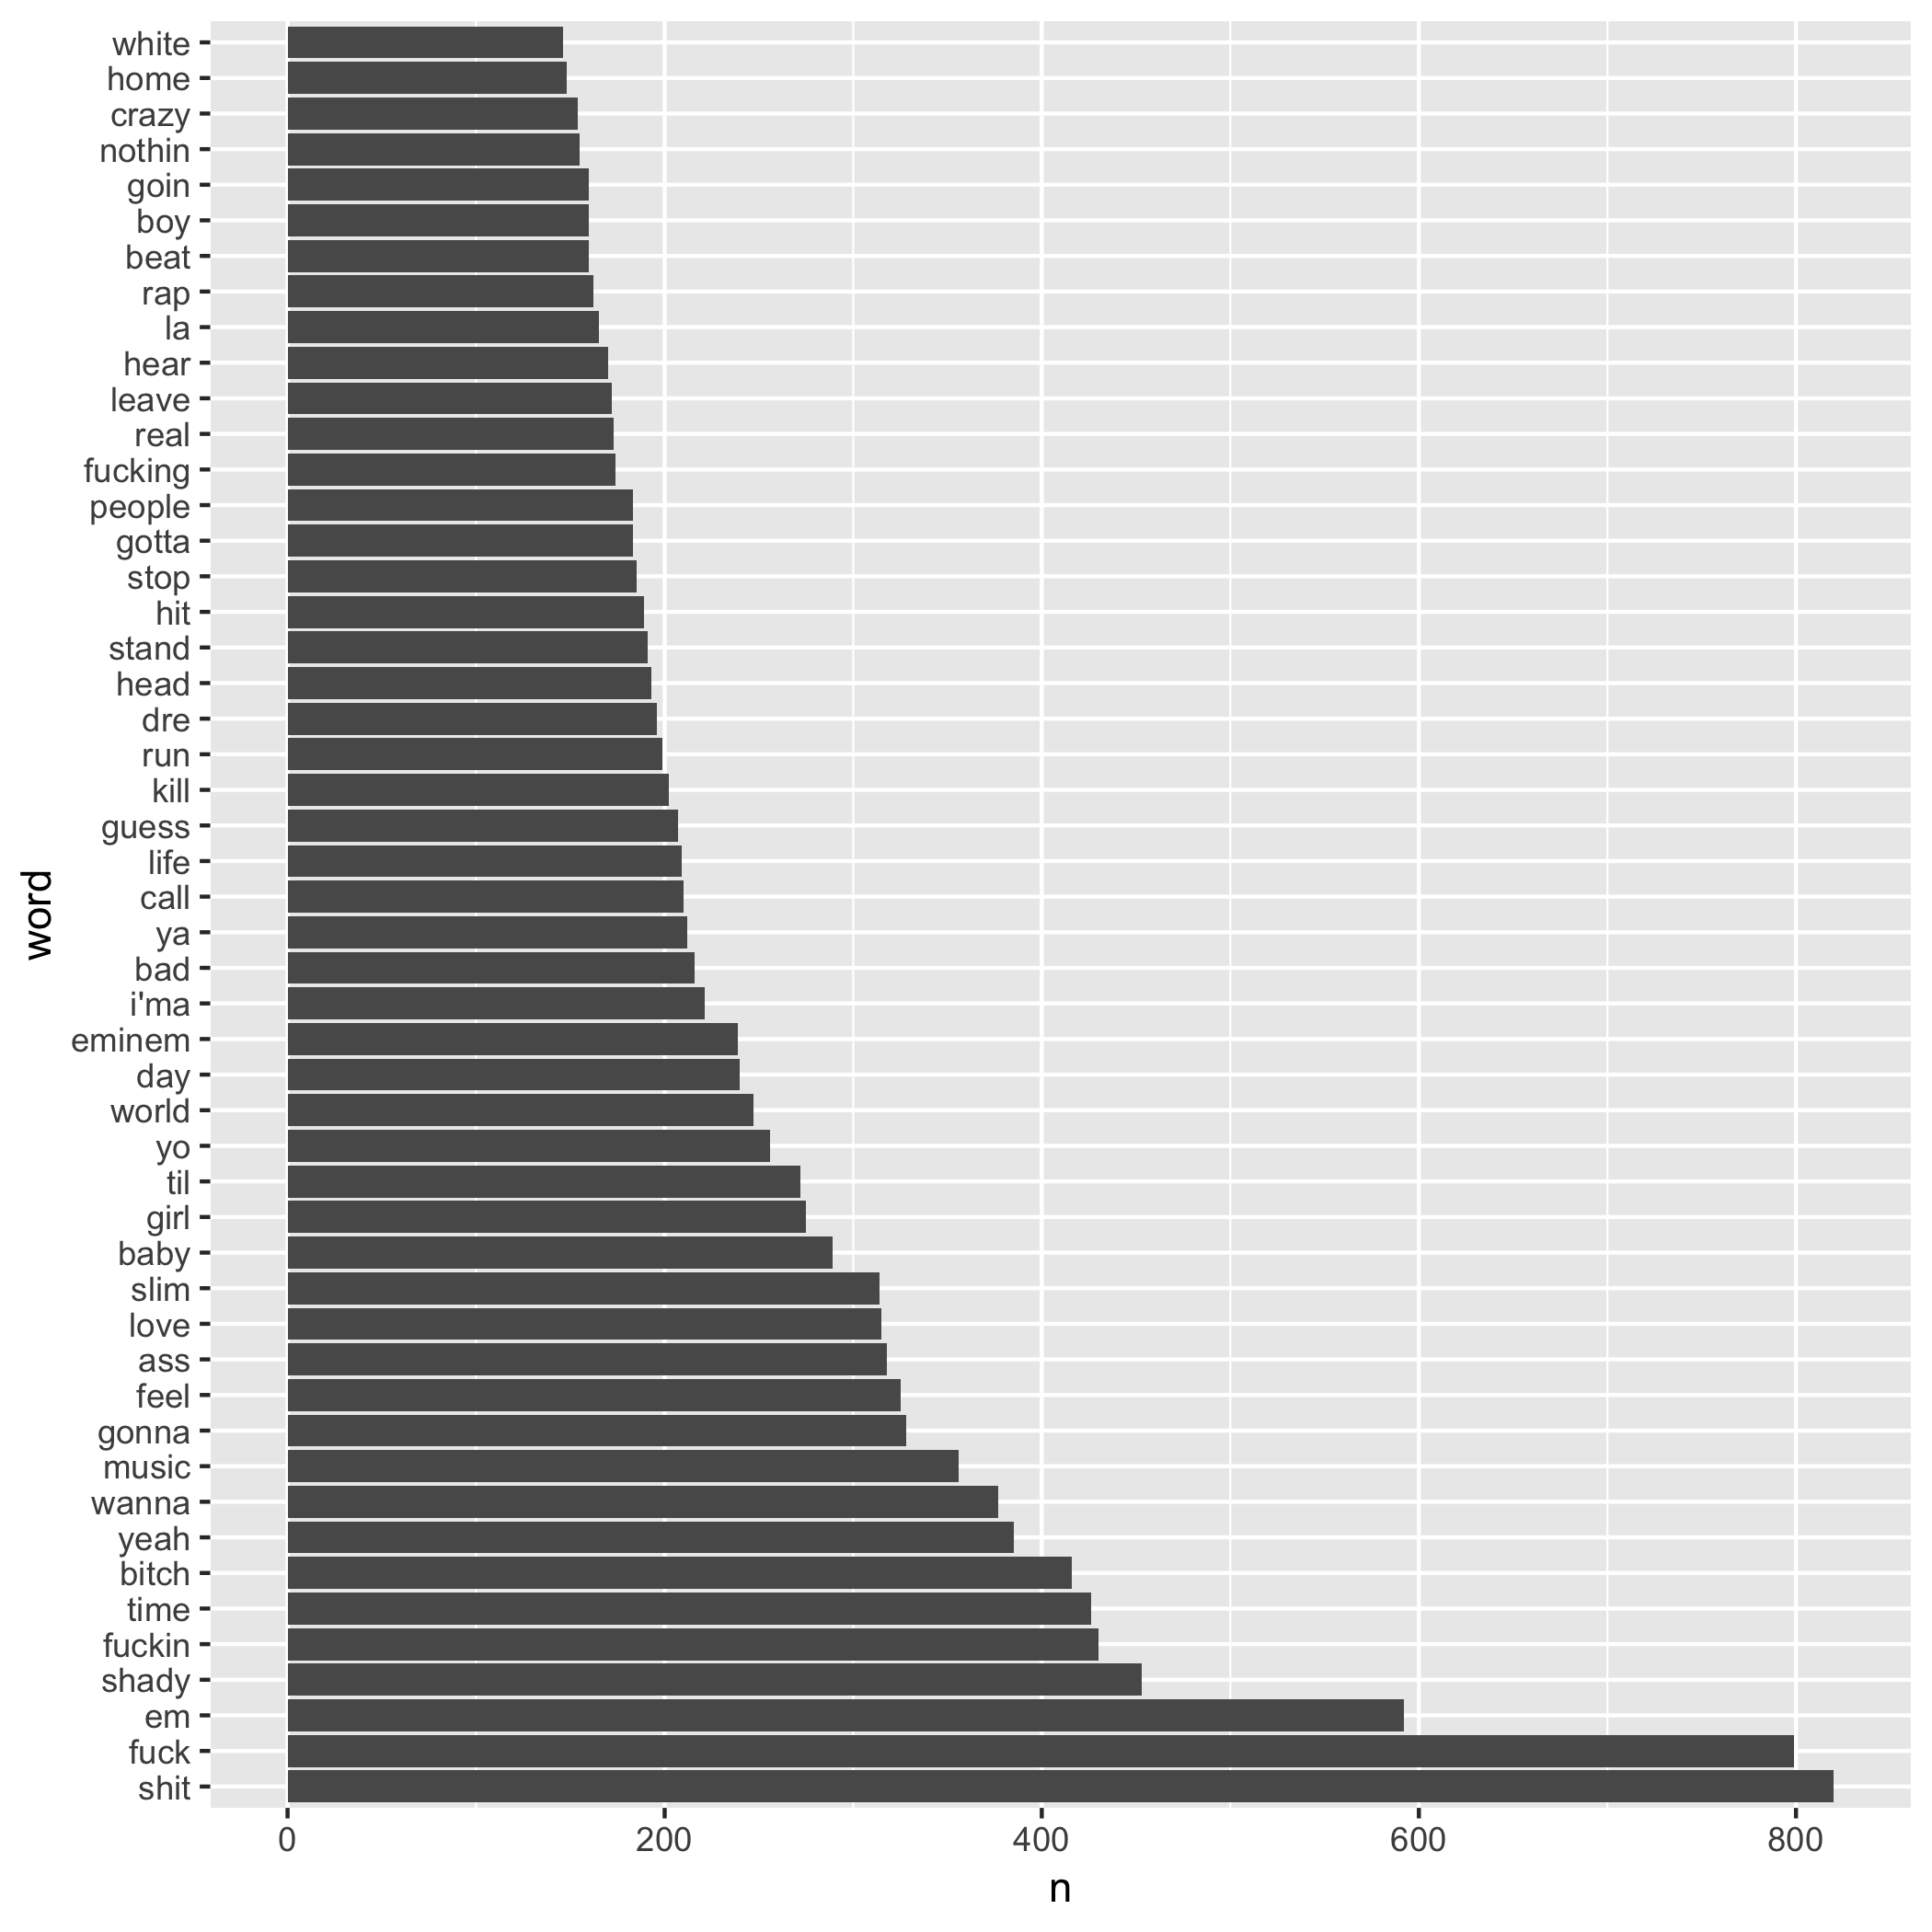 white
home
crazy
nothin
goin
boy
beat
rap
la
hear
leave
real
fucking
people
gotta
stop
hit
stand
head
dre
run
kill
guess
life
call
ya
bad
i'ma
eminem
day
world
yo
til
girl
baby
slim
love
ass
feel
gonna
music
wanna
yeah
bitch
time
fuckin
shady
em
fuck
shit
word
0 200 400 600 800
n